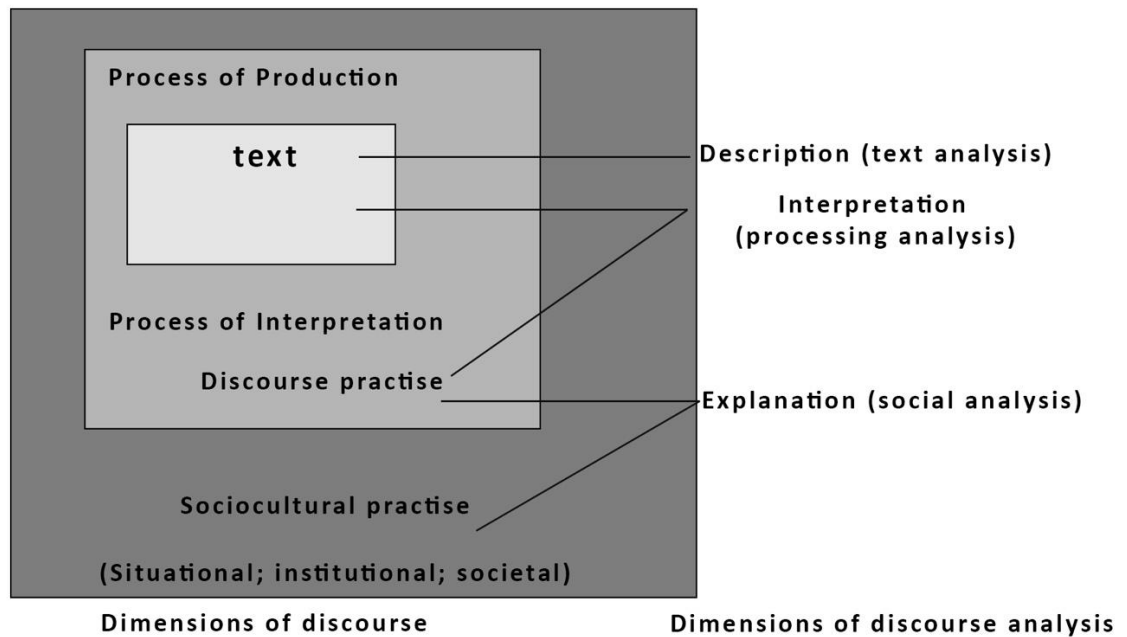 Process of Production
text
Description (text analysis)
Interpretation
(processing analysis)
Process of Interpretation
Discourse practise
Explanation (social analysis)
Sociocultural practise
(Situational; institutional; societal)
Dimensions of discourse
Dimensions of discourse analysis